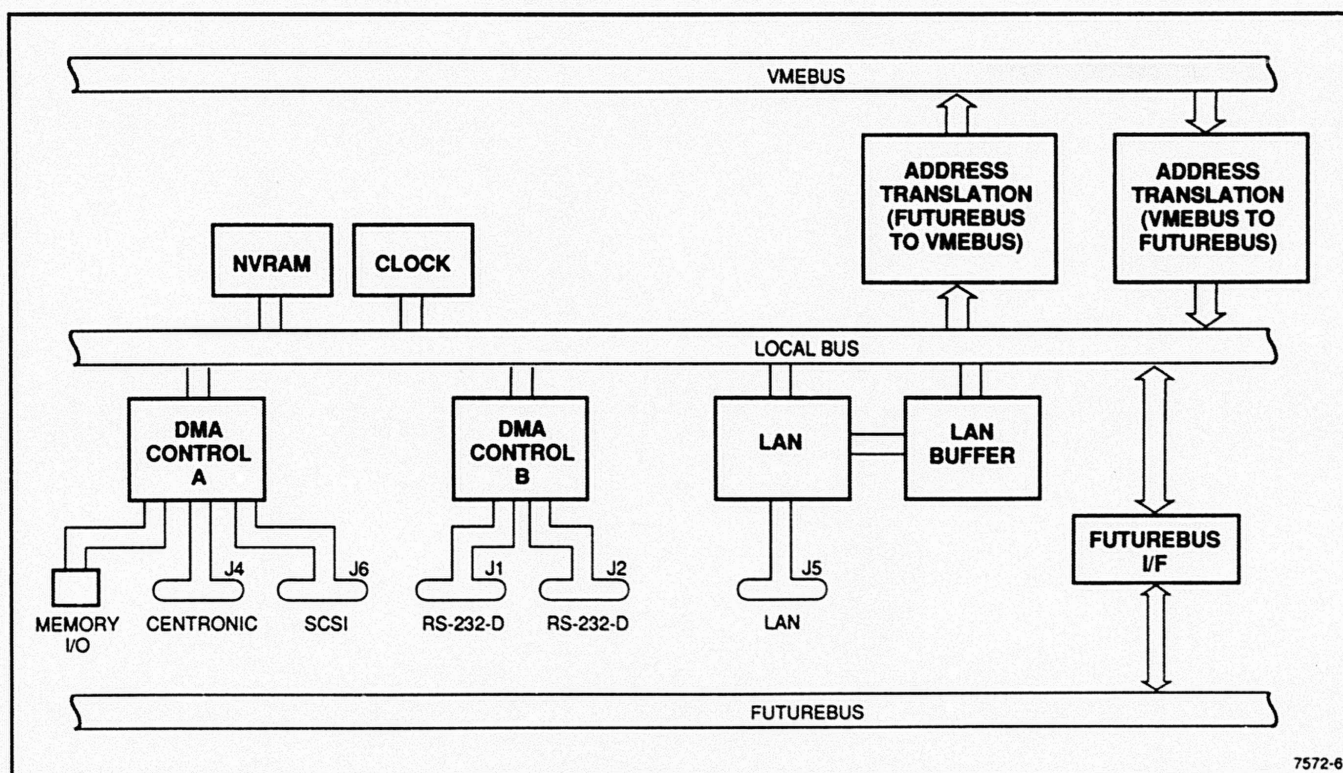 VMEBUS
ADDRESS
TRANSLATION
(FUTUREBUS
TO VMEBUS)
ADDRESS
TRANSLATION
(VMEBUS TO
FUTUREBUS)
NVRAM
CLOCK
LOCAL BUS
DMA
CONTROL
A
DMA
CONTROL
B
LAN
LAN
BUFFER
FUTUREBUS
I/F
J4
J6
J1
J2
J5
MEMORY
I/O
CENTRONIC
SCSI
RS-232-D
RS-232-D
LAN
FUTUREBUS
7572-6